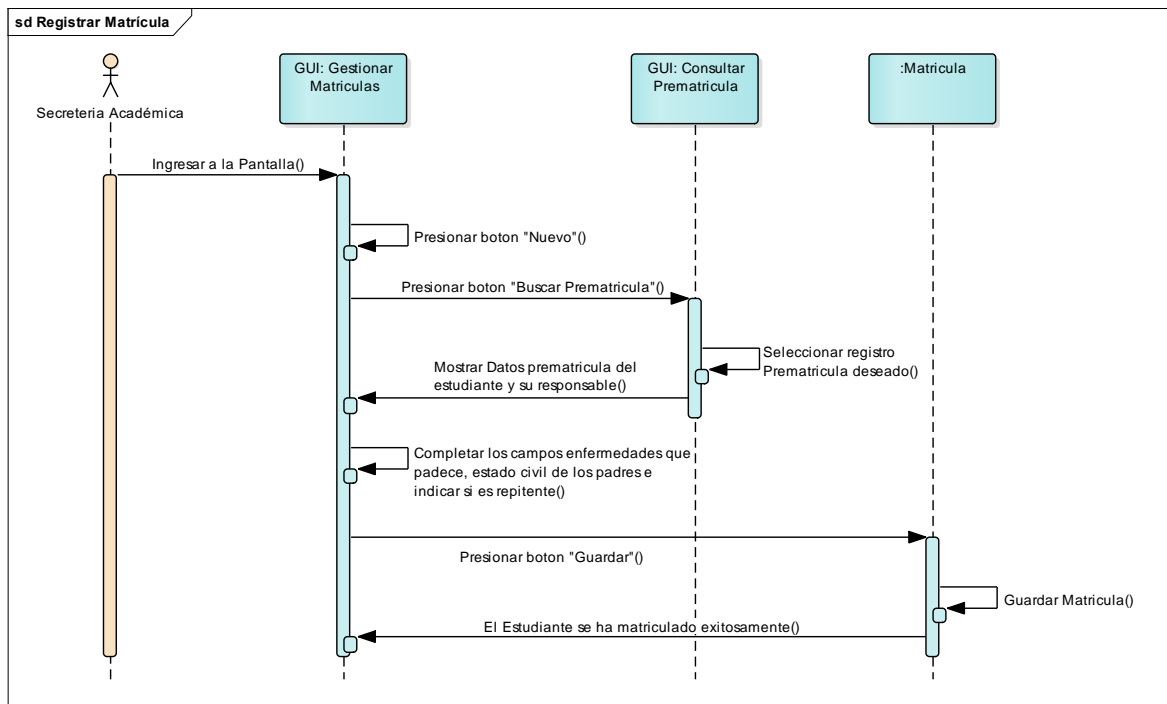 sd Registrar Matrícula
Secreteria Académica
GUI: Gestionar
Matriculas
GUI: Consultar
Prematricula
:Matricula
Ingresar a la Pantalla()
Presionar boton "Nuevo"()
Presionar boton "Buscar Prematricula"()
Seleccionar registro
Prematricula deseado()
Mostrar Datos prematricula del
estudiante y su responsable()
Completar los campos enfermedades que
padece, estado civil de los padres e
indicar si es repitente()
Presionar boton "Guardar"()
Guardar Matricula()
El Estudiante se ha matriculado exitosamente()